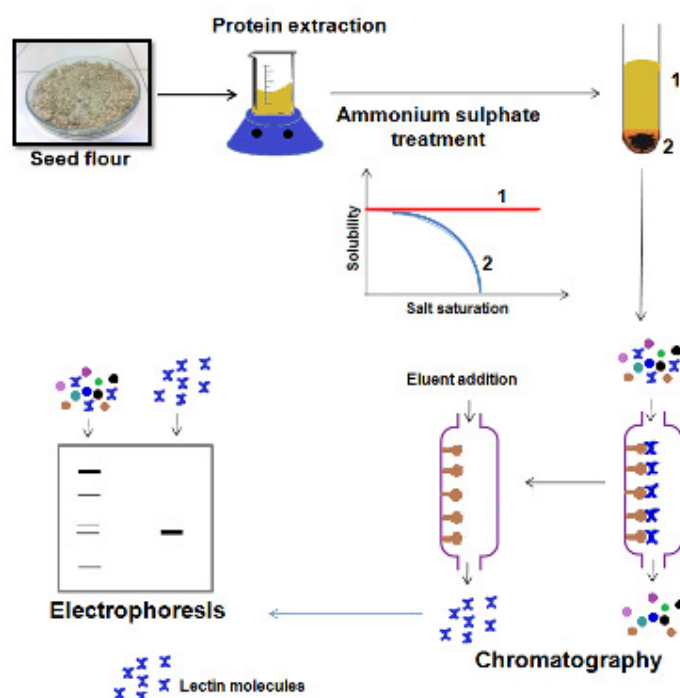 Protein extraction
Seed flour
Ammonium sulphate
treatment
1
2
Solubility
1
2
Salt saturation
Eluent addition
Electrophoresis
Chromatography
Lectin molecules